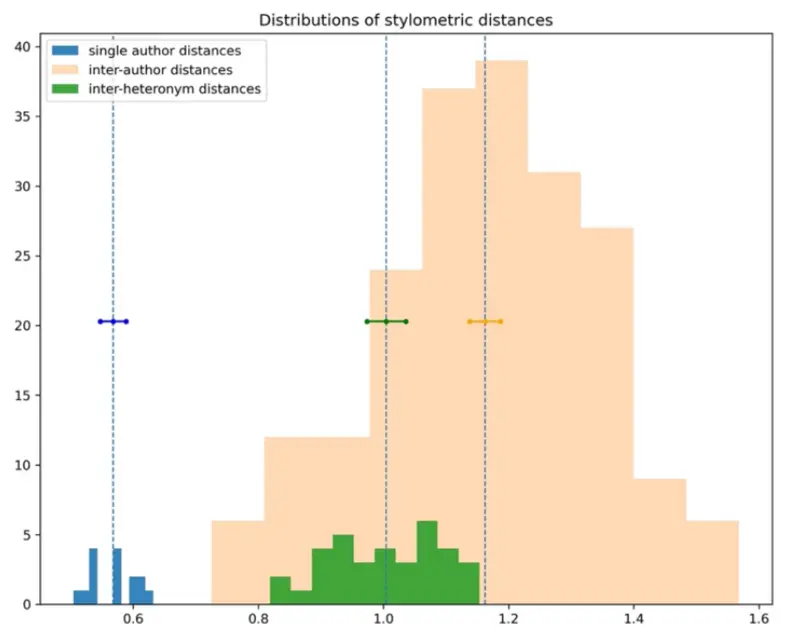 Distributions of stylometric distances
single author distances
inter-author distances
inter-heteronym distances
40
35
30
25
20
15
10
5
0
0.6 0.8 1.0 1.2 1.4 1.6